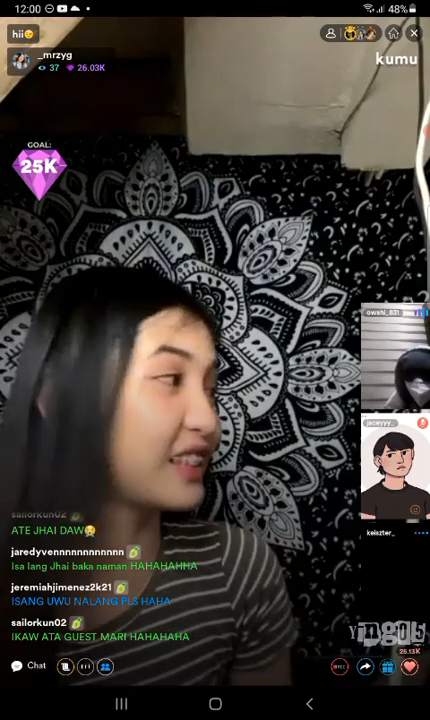 12:00
48%
hii😏
_mrzyg
37 26.03K
kumu
GOAL:
25K
owshi_831
jaceyyy_
keiszter_
sailorkun02
ATE JHAI DAW😭
jaredyvennnnnnnnnnnn
Isa lang Jhai baka naman HAHAHAHHA
jeremiahjimenez2k21
ISANG UWU NALANG PLS HAHA
sailorkun02
IKAW ATA GUEST MARI HAHAHAHA
25.13K
Chat